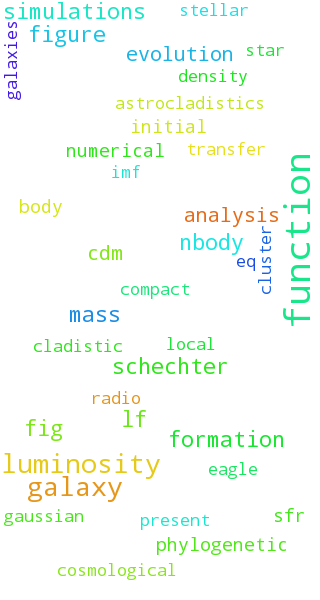 simulations
stellar
figure
galaxies
evolution
star
density
astrocladistics
initial
numerical
transfer
imf
function
body
analysis
nbody
cluster
cdm
eq
compact
mass
cladistic
local
schechter
radio
lf
fig
formation
luminosity
eagle
galaxy
gaussian
present
sfr
phylogenetic
cosmological